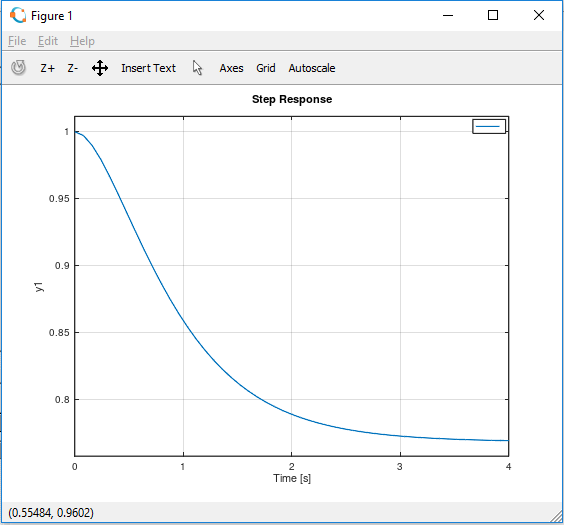 Figure 1
File Edit Help
Z+ Z- Insert Text Axes Grid Autoscale
Step Response
1
0.95
0.9
0.85
0.8
y1
0 1 2 3 4
Time [s]
(0.55484, 0.9602)